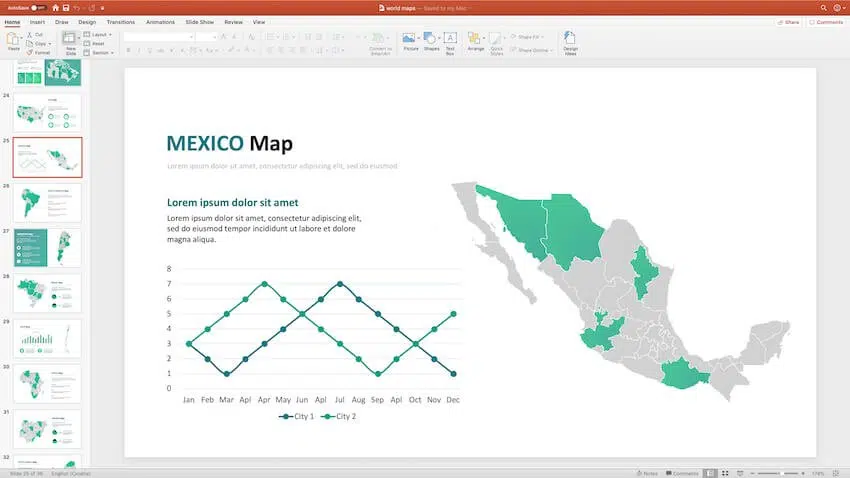 AutoSave
world maps — Saved to my Mac
Home Insert Draw Design Transitions Animations Slide Show Review View
Share Comments
Paste
Cut
Copy
Format
New
Slide
Layout
Reset
Section
Convert to
SmartArt
Picture
Shapes
Text
Box
Arrange
Quick
Styles
Shape Fill
Shape Outline
Design
Ideas
24
25
26
27
28
29
30
31
32
MEXICO Map
Lorem ipsum dolor sit amet, consectetur adipiscing elit, sed do eiusmod
Lorem ipsum dolor sit amet
Lorem ipsum dolor sit amet, consectetur adipiscing elit,
sed do eiusmod tempor incididunt ut labore et dolore
magna aliqua.
8
7
6
5
4
3
2
1
0
Jan Feb Mar Apl Apr May Jun Apl Jul Aug Sep Apl Oct Nov Dec
City 1 City 2
Slide 25 of 36 English (Croatia)
Notes Comments
174%